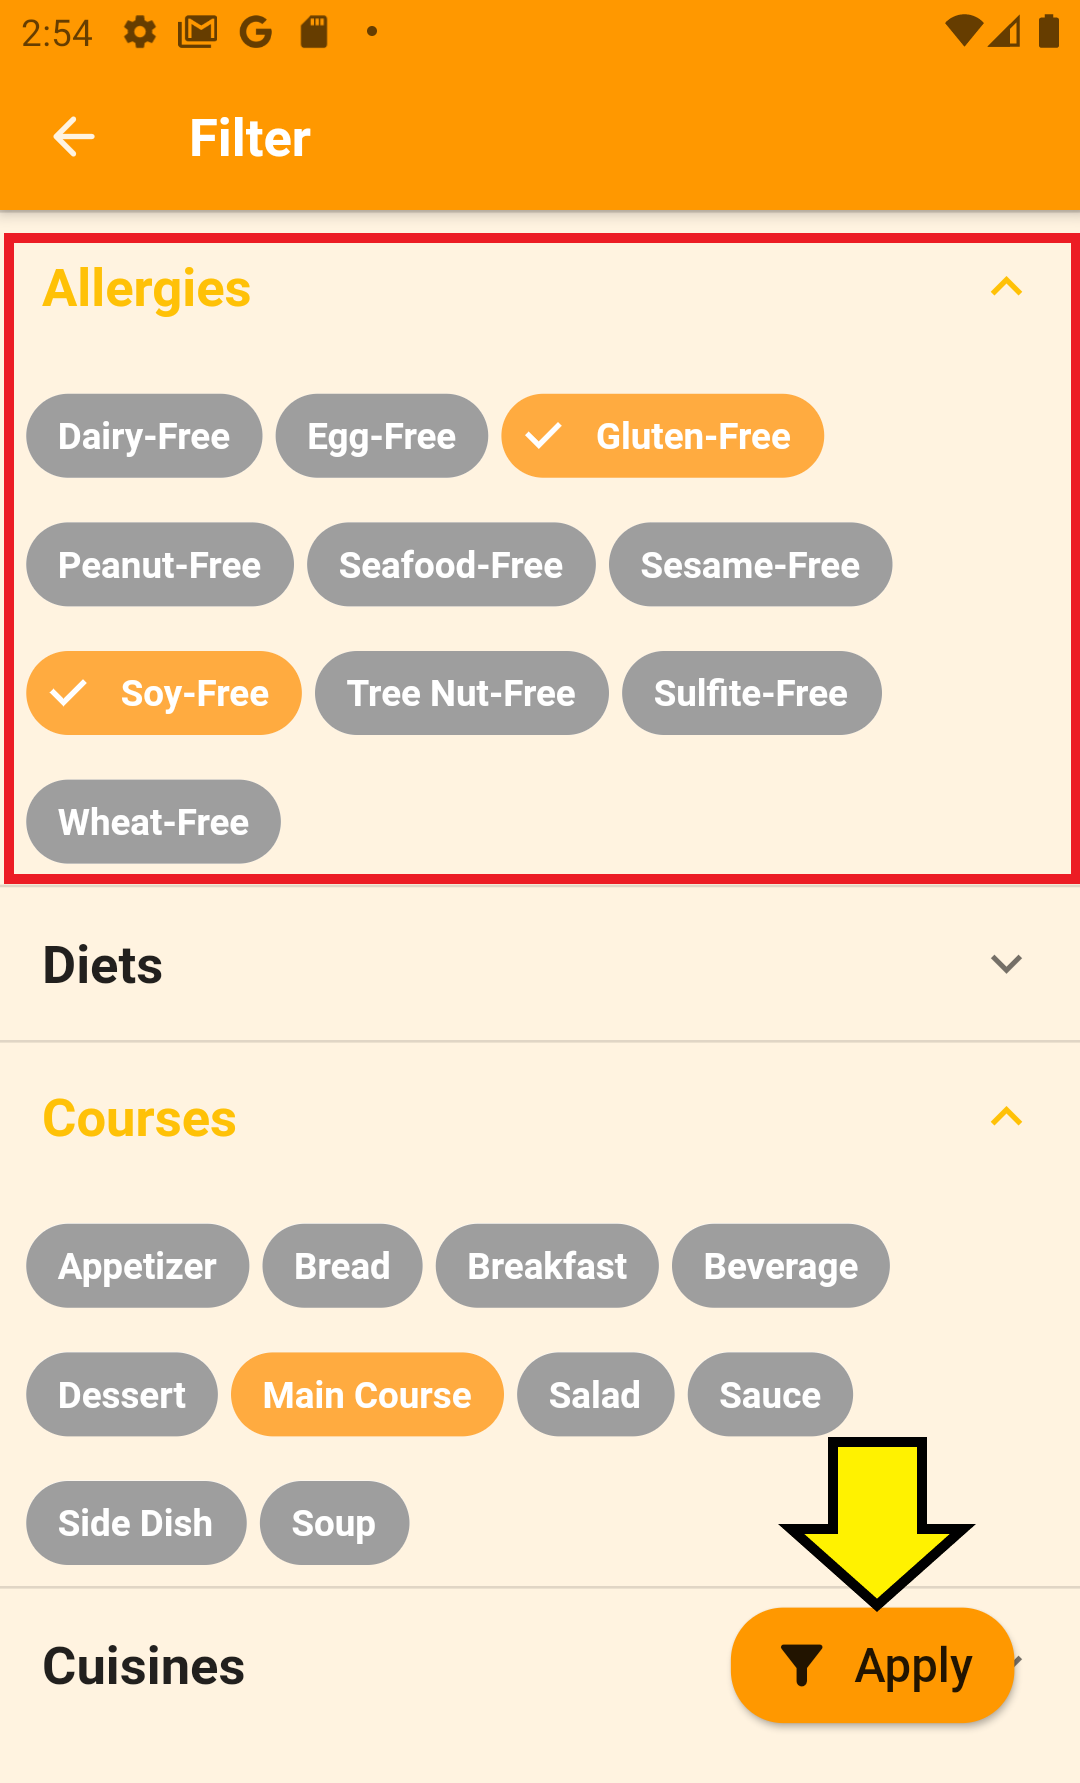 2:54
Filter
Allergies
Dairy-Free Egg-Free Gluten-Free
Peanut-Free Seafood-Free Sesame-Free
Soy-Free Tree Nut-Free Sulfite-Free
Wheat-Free
Diets
Courses
Appetizer Bread Breakfast Beverage
Dessert Main Course Salad Sauce
Side Dish Soup
Cuisines Apply